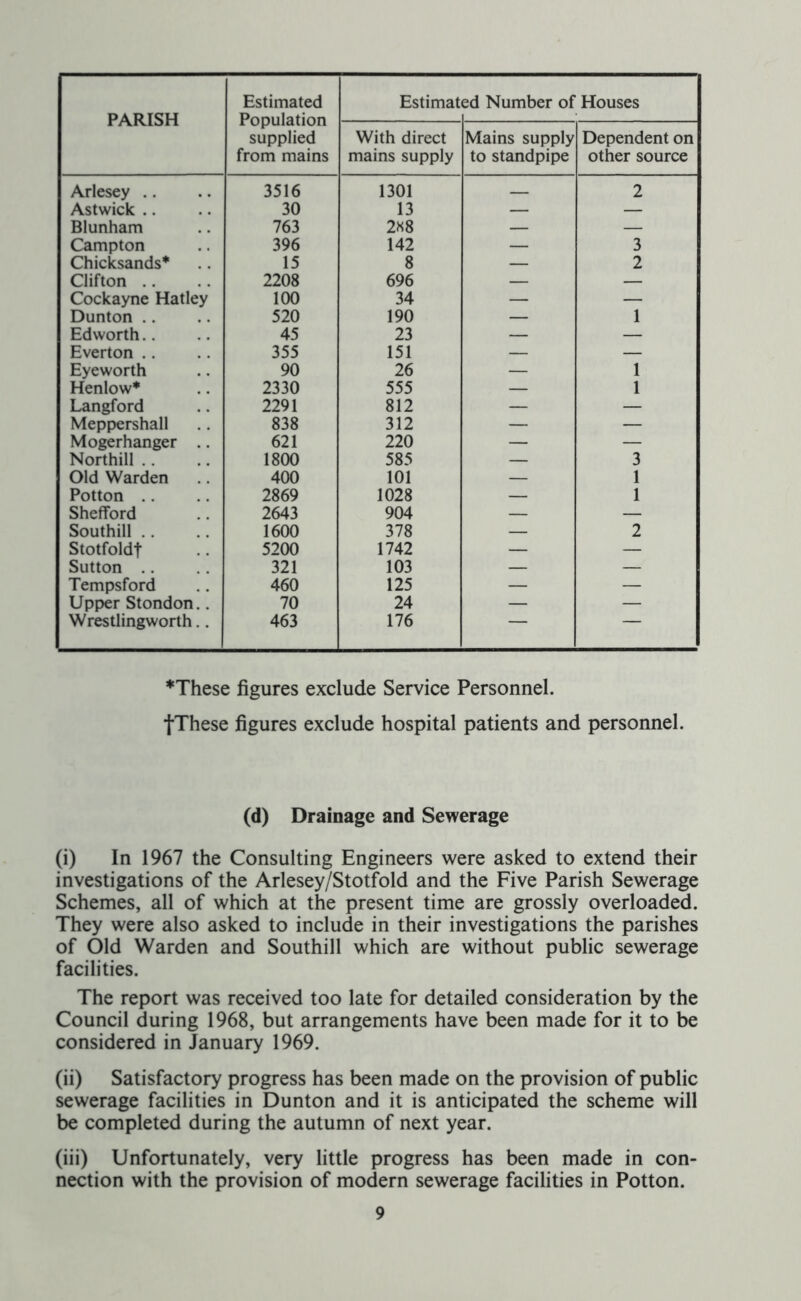 PARISH | Estimated Population supplied from mains | Estimated Number of Houses
With direct mains supply | Mains supply to standpipe | Dependent on other source
Arlesey .. .. 3516 1301 — 2
Astwick .. .. 30 13 — —
Blunham .. 763 288 — —
Campton .. 396 142 — 3
Chicksands* .. 15 8 — 2
Clifton .. .. 2208 696 — —
Cockayne Hatley 100 34 — —
Dunton .. .. 520 190 — 1
Edworth.. .. 45 23 — —
Everton .. .. 355 151 — —
Eyeworth .. 90 26 — 1
Henlow* .. 2330 555 — 1
Langford .. 2291 812 — —
Meppershall .. 838 312 — —
Mogerhanger .. 621 220 — —
Northill .. .. 1800 585 — 3
Old Warden .. 400 101 — 1
Potton .. .. 2869 1028 — 1
Shefford .. 2643 904 — —
Southill .. .. 1600 378 — 2
Stotfold† .. 5200 1742 — —
Sutton .. .. 321 103 — —
Tempsford .. 460 125 — —
Upper Stondon.. 70 24 — —
Wrestlingworth.. 463 176 — —
*These figures exclude Service Personnel.
†These figures exclude hospital patients and personnel.
(d) Drainage and Sewerage
(i) In 1967 the Consulting Engineers were asked to extend their
investigations of the Arlesey/Stotfold and the Five Parish Sewerage
Schemes, all of which at the present time are grossly overloaded.
They were also asked to include in their investigations the parishes
of Old Warden and Southill which are without public sewerage
facilities.
The report was received too late for detailed consideration by the
Council during 1968, but arrangements have been made for it to be
considered in January 1969.
(ii) Satisfactory progress has been made on the provision of public
sewerage facilities in Dunton and it is anticipated the scheme will
be completed during the autumn of next year.
(iii) Unfortunately, very little progress has been made in con-
nection with the provision of modern sewerage facilities in Potton.
9